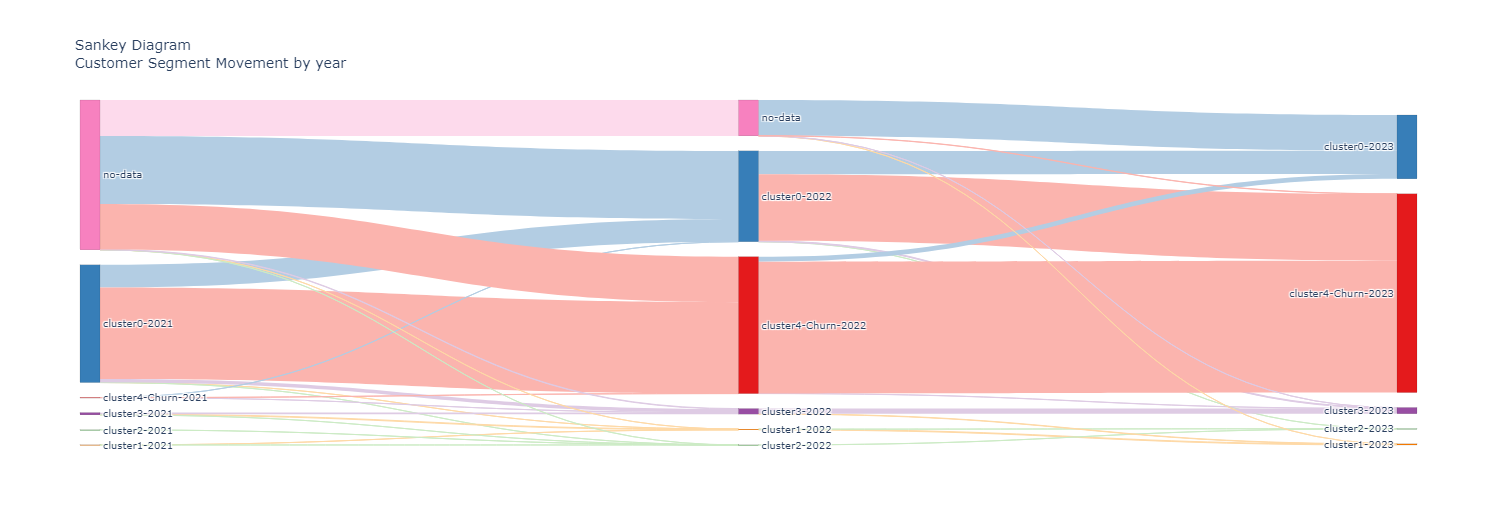 Sankey Diagram
Customer Segment Movement by year
no-data
cluster0-2021
cluster4-Churn-2021
cluster3-2021
cluster2-2021
cluster1-2021
no-data
cluster0-2022
cluster4-Churn-2022
cluster3-2022
cluster1-2022
cluster2-2022
cluster0-2023
cluster4-Churn-2023
cluster3-2023
cluster2-2023
cluster1-2023